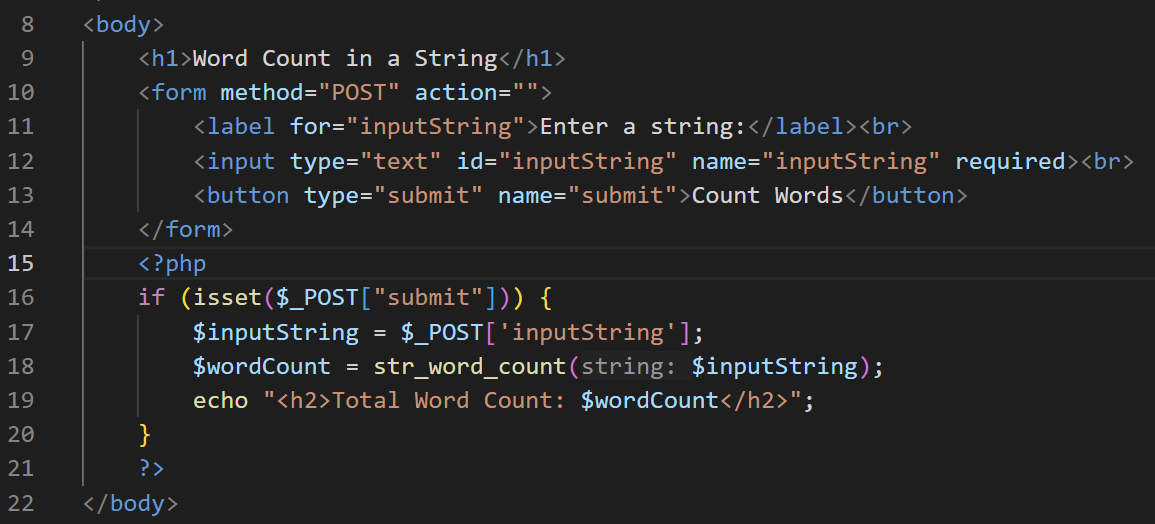 8 <body>
9 <h1>Word Count in a String</h1>
10 <form method="POST" action="">
11 <label for="inputString">Enter a string:</label><br>
12 <input type="text" id="inputString" name="inputString" required><br>
13 <button type="submit" name="submit">Count Words</button>
14 </form>
15 <?php
16 if (isset($_POST["submit"])) {
17 $inputString = $_POST['inputString'];
18 $wordCount = str_word_count(string: $inputString);
19 echo "<h2>Total Word Count: $wordCount</h2>";
20 }
21 ?>
22 </body>